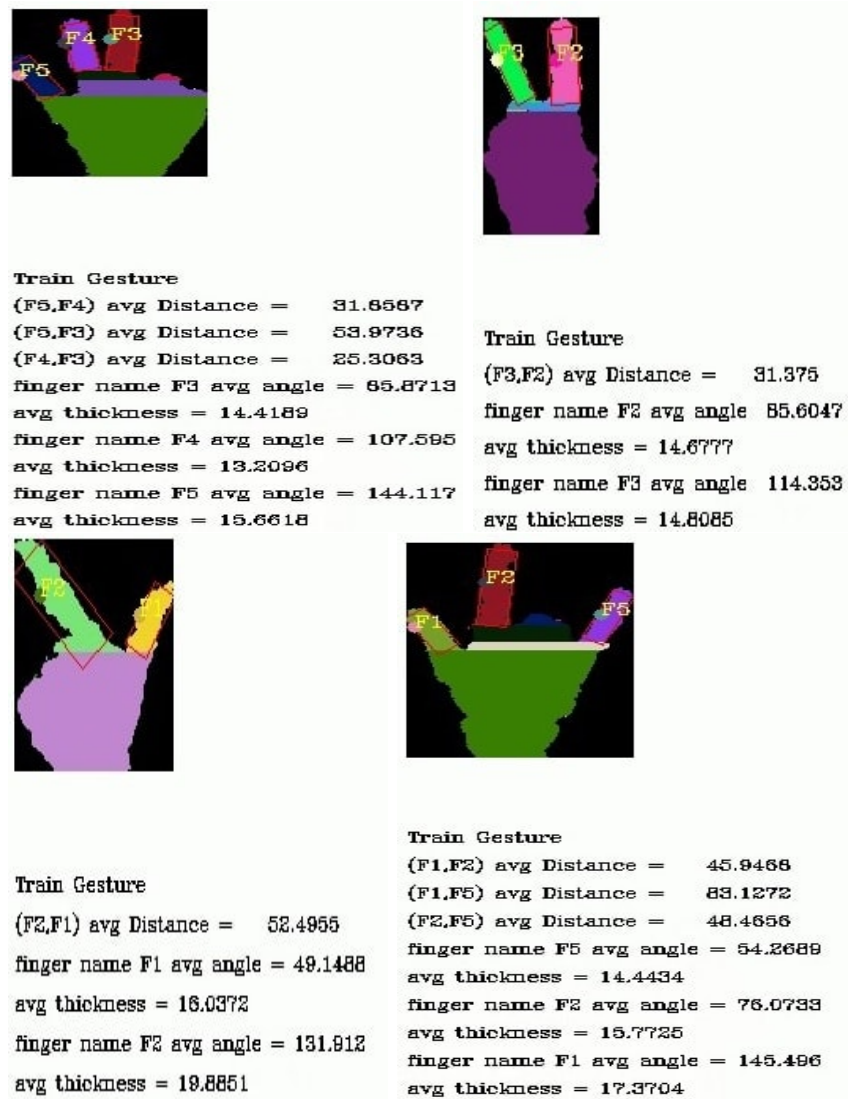 F5 F4 F3
Train Gesture
(F5,F4) avg Distance = 31.6567
(F5,F3) avg Distance = 53.9736
(F4,F3) avg Distance = 25.3063
finger name F3 avg angle = 85.8713
avg thickness = 14.4189
finger name F4 avg angle = 107.595
avg thickness = 13.2096
finger name F5 avg angle = 144.117
avg thickness = 15.6618
F3 F2
Train Gesture
(F3,F2) avg Distance = 31.375
finger name F2 avg angle 85.6047
avg thickness = 14.6777
finger name F3 avg angle 114.353
avg thickness = 14.8085
F2 F1
Train Gesture
(F2,F1) avg Distance = 52.4955
finger name F1 avg angle = 49.1488
avg thickness = 16.0372
finger name F2 avg angle = 131.912
avg thickness = 19.8851
F1 F2 F5
Train Gesture
(F1,F2) avg Distance = 45.9466
(F1,F5) avg Distance = 83.1272
(F2,F5) avg Distance = 48.4656
finger name F5 avg angle = 54.2689
avg thickness = 14.4434
finger name F2 avg angle = 76.0733
avg thickness = 15.7725
finger name F1 avg angle = 145.496
avg thickness = 17.3704